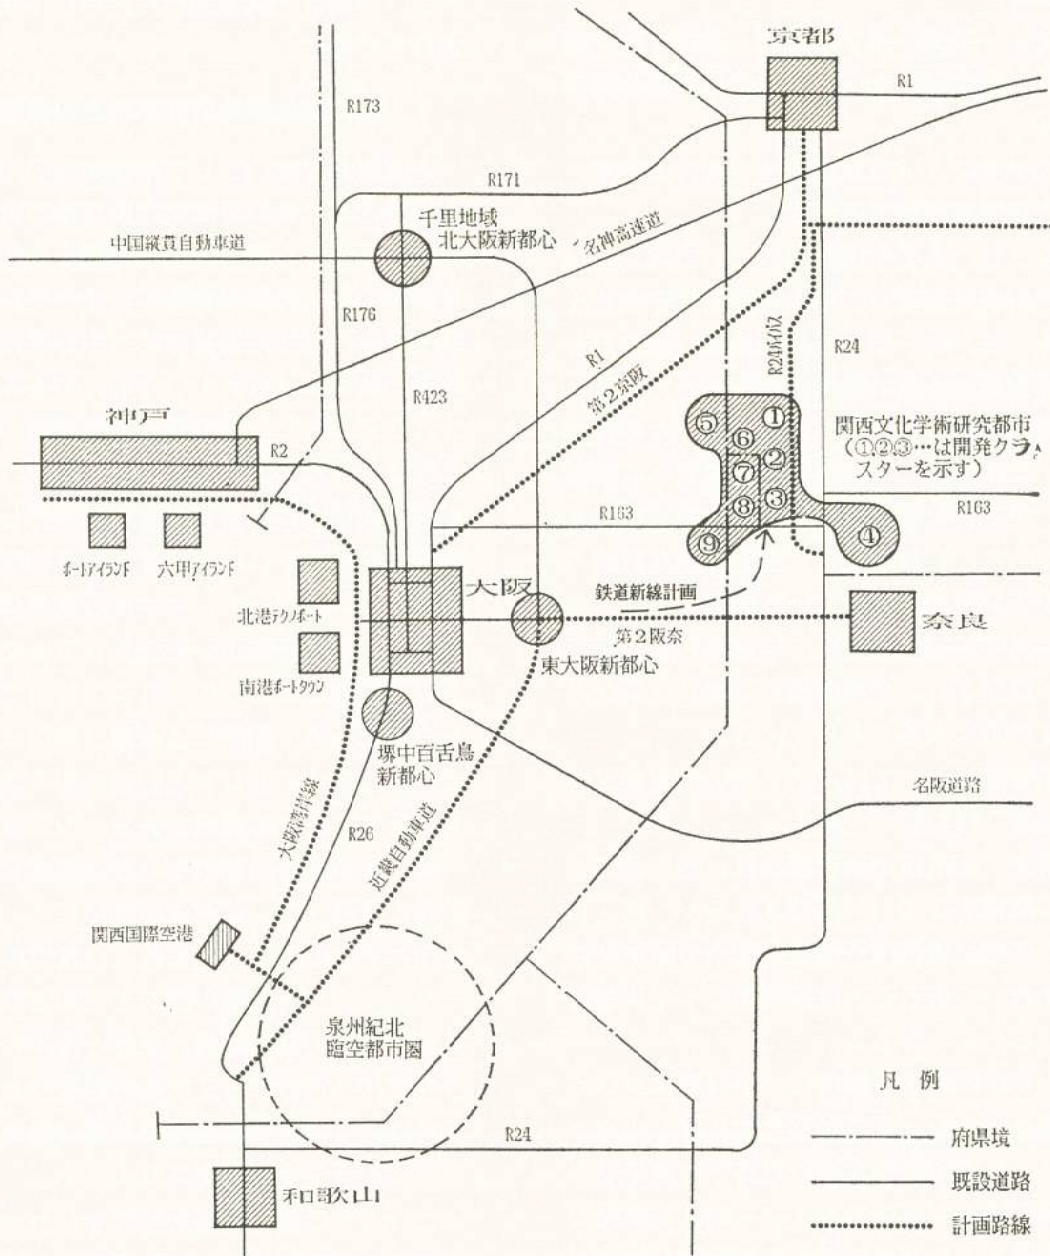 京都
R1
R173
R171
千里地域
北大阪新都心
名神高速道
中国縦貫自動車道
R176
R1
R24バイパス
R24
第2京阪
R423
神戸
R2
関西文化学術研究都市
(①②③…は開発クラ
スターを示す)
⑤
①
⑥
②
⑦
③
⑧
④
⑨
R163
R163
ポートアイランド
六甲アイランド
大阪
鉄道新線計画
北港テクノポート
第2阪奈
奈良
東大阪新都心
南港ポートタウン
堺中百舌鳥
新都心
名阪道路
大阪湾岸線
R26
近畿自動車道
関西国際空港
泉州紀北
臨空都市圏
R24
和歌山
凡例
府県境
既設道路
計画路線